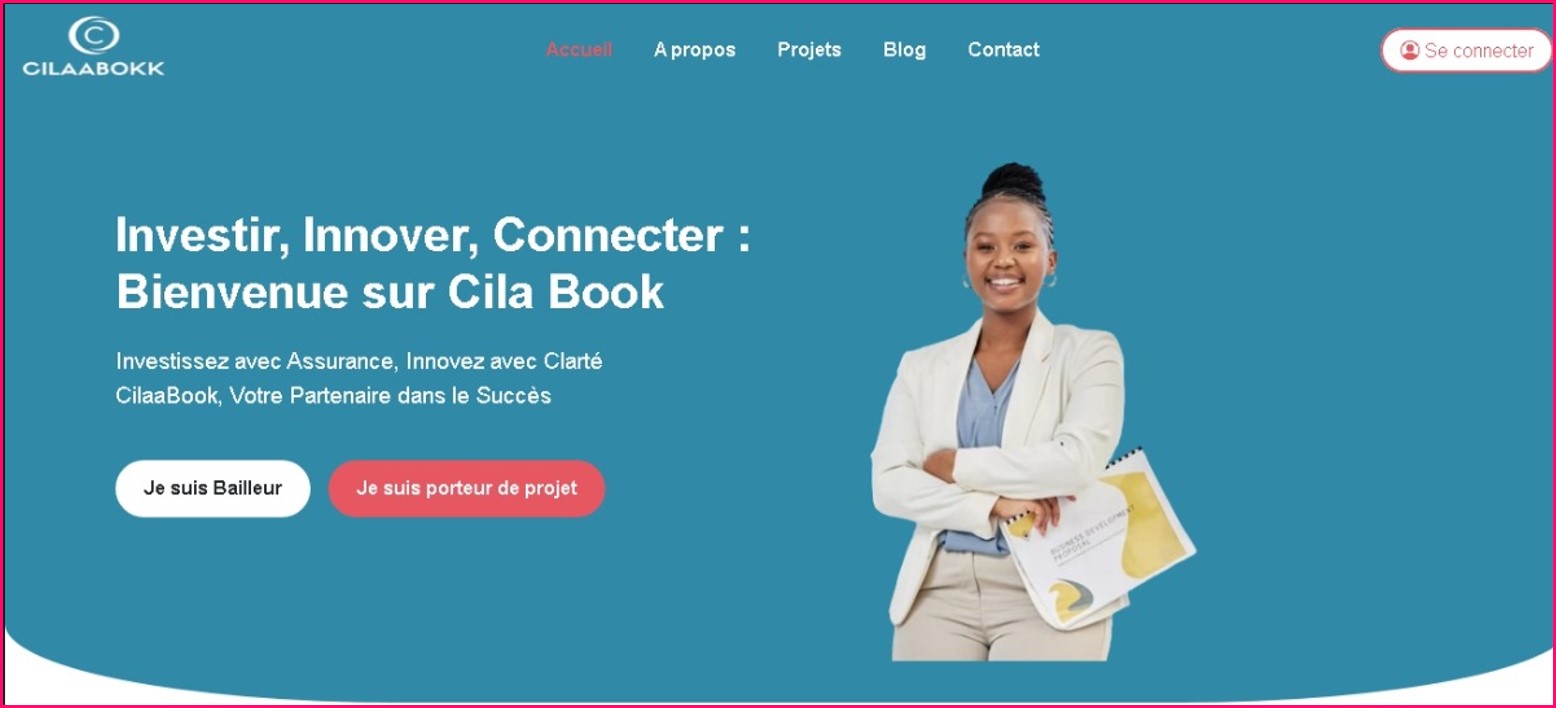 C
CILAABOKK
Accueil
A propos
Projets
Blog
Contact
Se connecter
Investir, Innover, Connecter :
Bienvenue sur Cila Book
Investissez avec Assurance, Innovez avec Clarté
CilaaBook, Votre Partenaire dans le Succès
Je suis Bailleur
Je suis porteur de projet
BUSINESS DEVELOPMENT
PROPOSAL